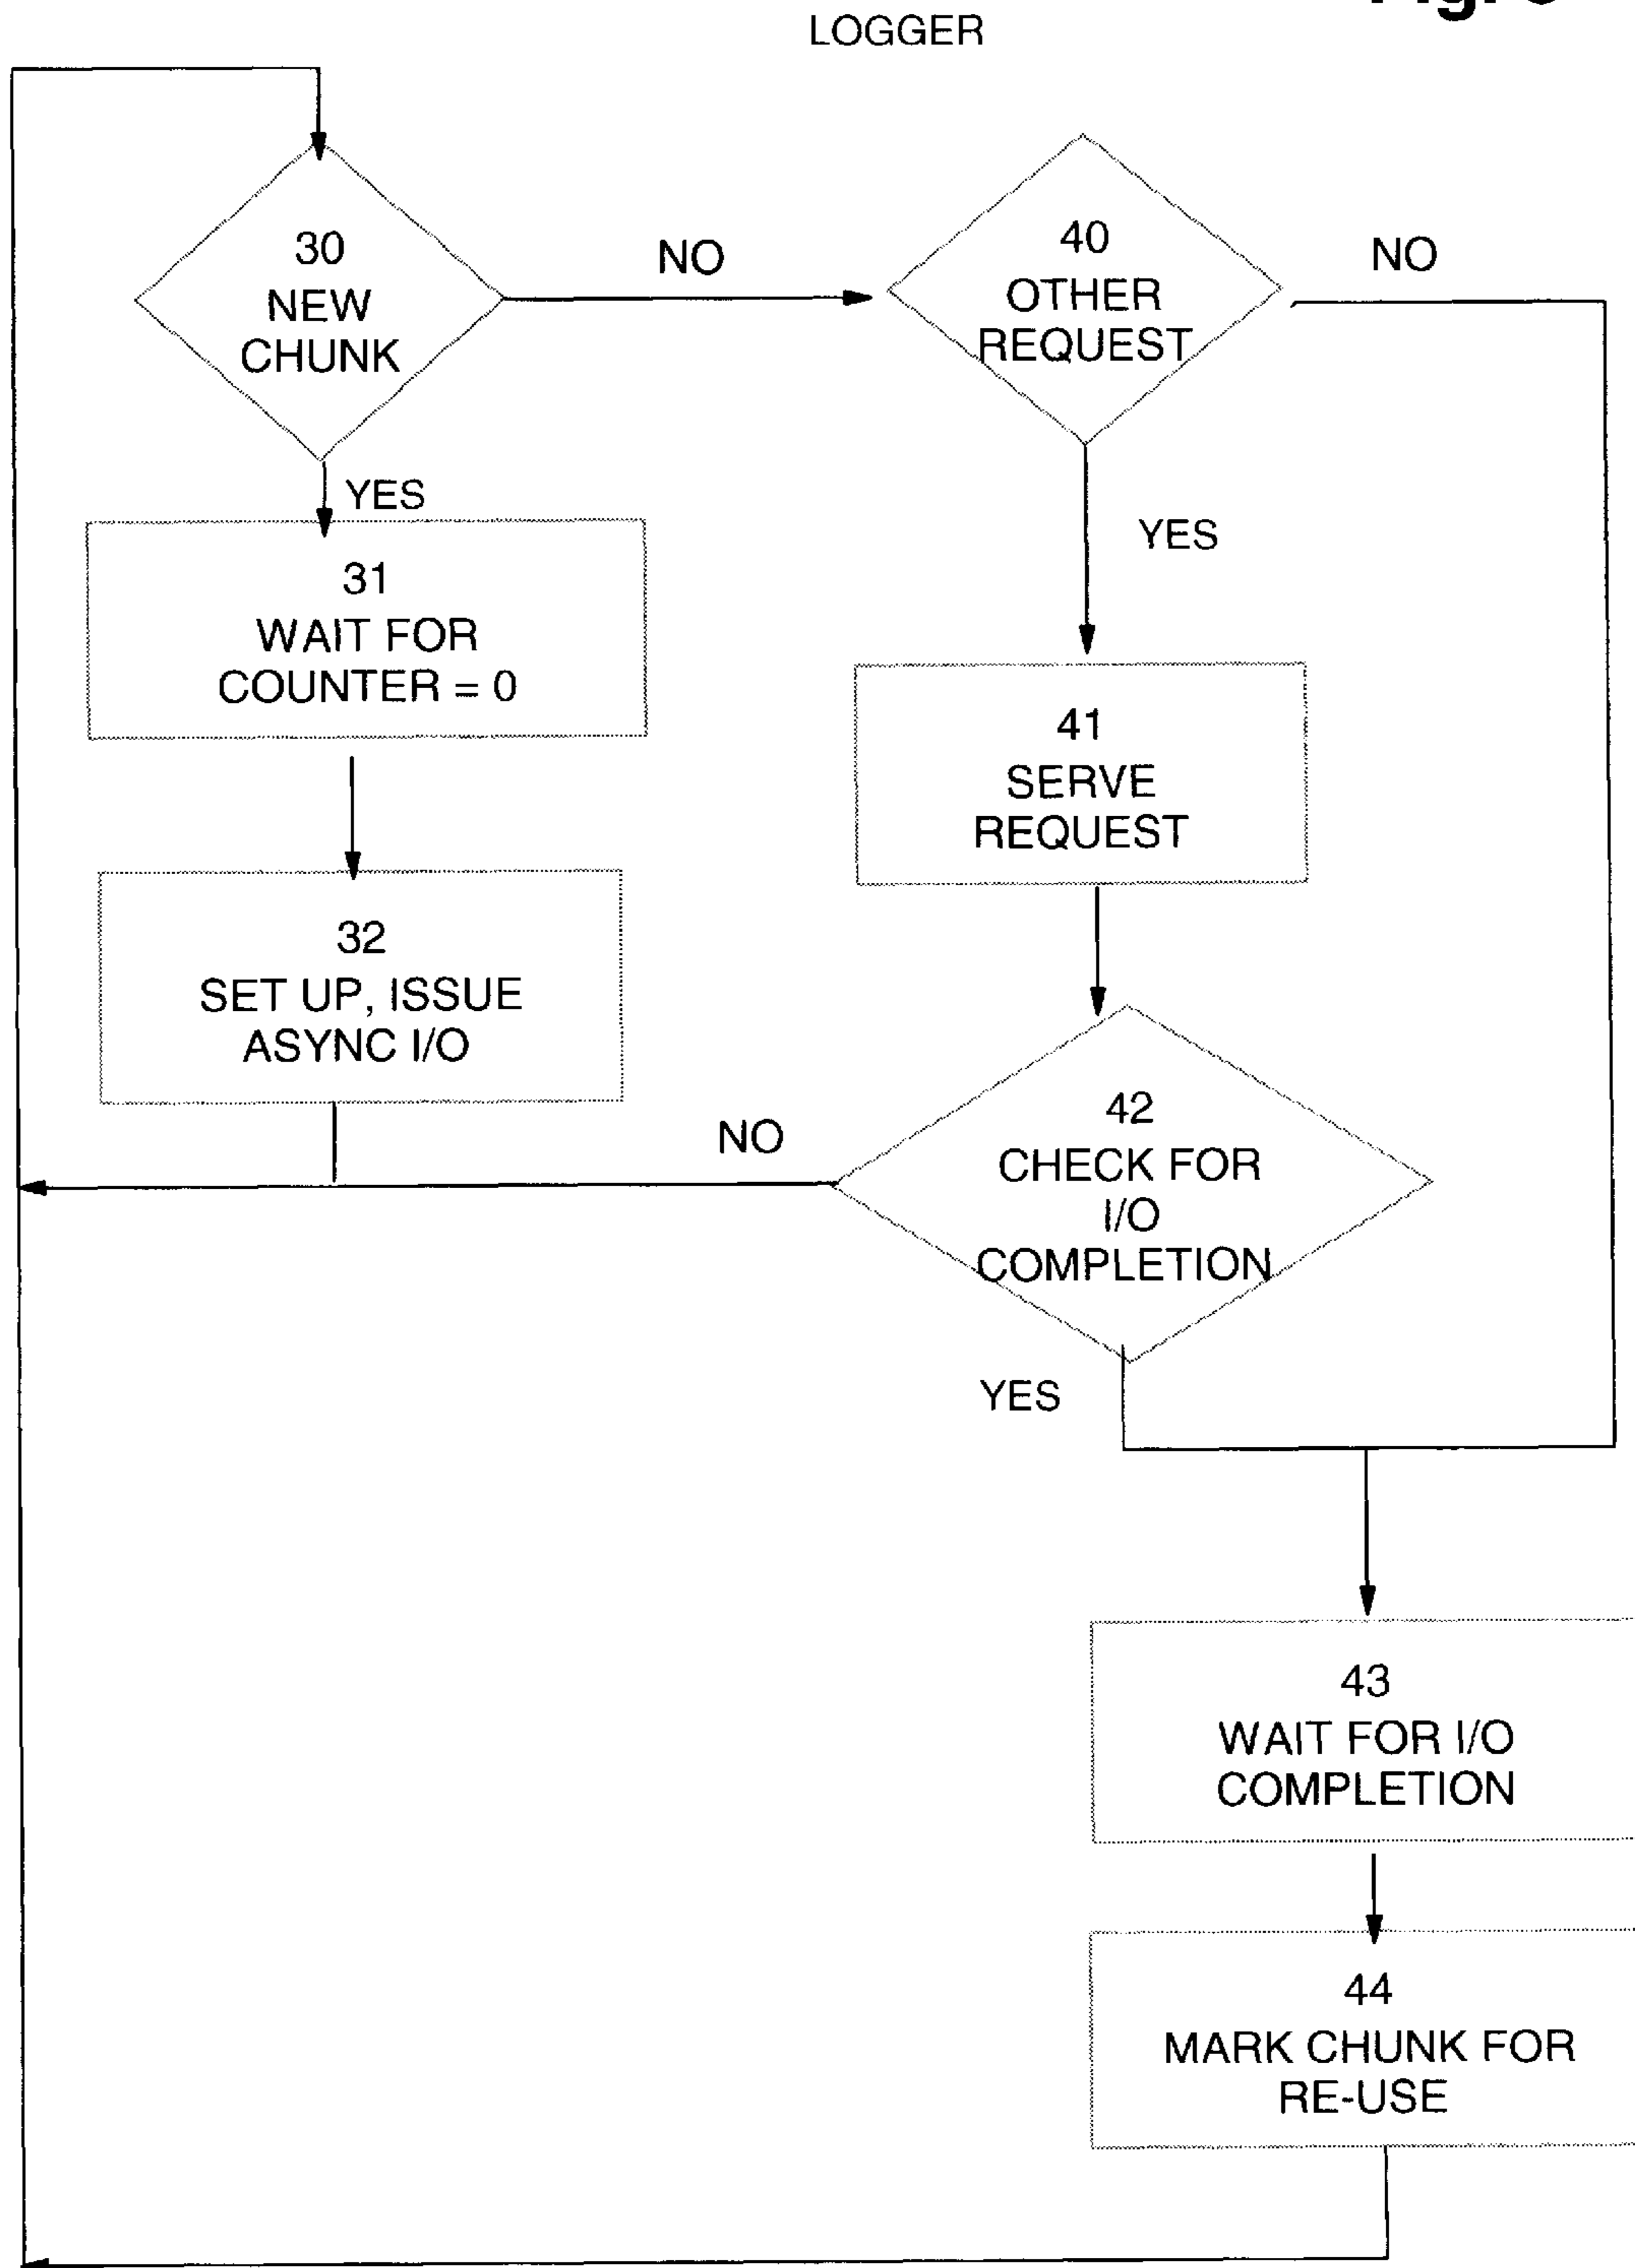 LOGGER
30
NEW
CHUNK
NO
40
OTHER
REQUEST
NO
YES
31
WAIT FOR
COUNTER = 0
YES
41
SERVE
REQUEST
32
SET UP, ISSUE
ASYNC I/O
NO
42
CHECK FOR
I/O
COMPLETION
YES
43
WAIT FOR I/O
COMPLETION
44
MARK CHUNK FOR
RE-USE